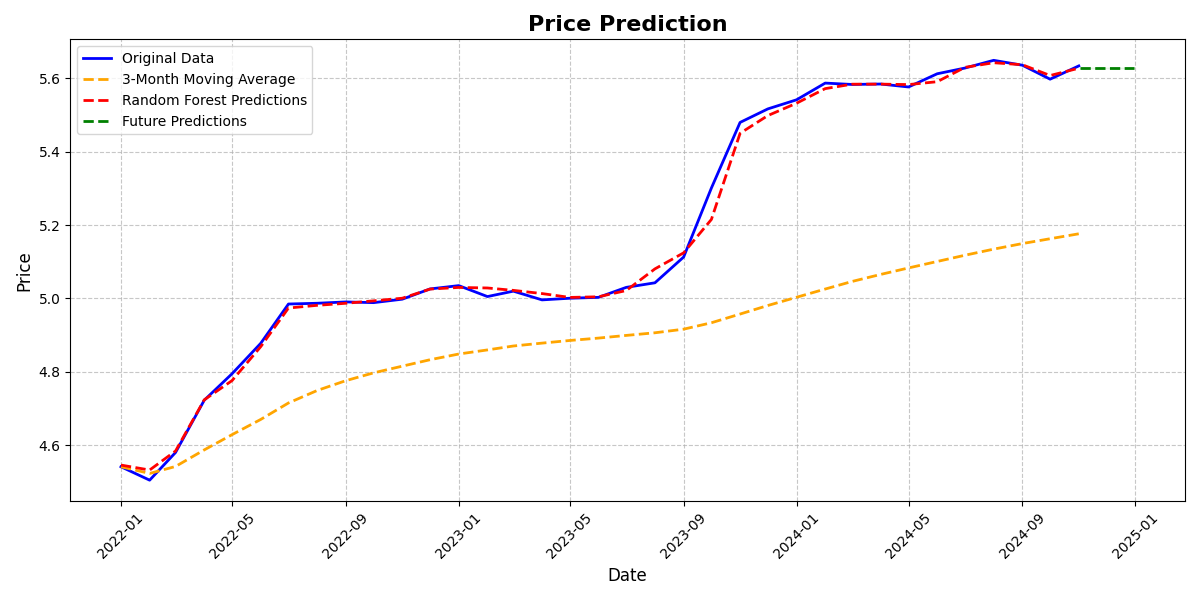 Price Prediction
Original Data
3-Month Moving Average
Random Forest Predictions
Future Predictions
5.6
5.4
5.2
5.0
4.8
4.6
Price
2022-01
2022-05
2022-09
2023-01
2023-05
2023-09
2024-01
2024-05
2024-09
2025-01
Date